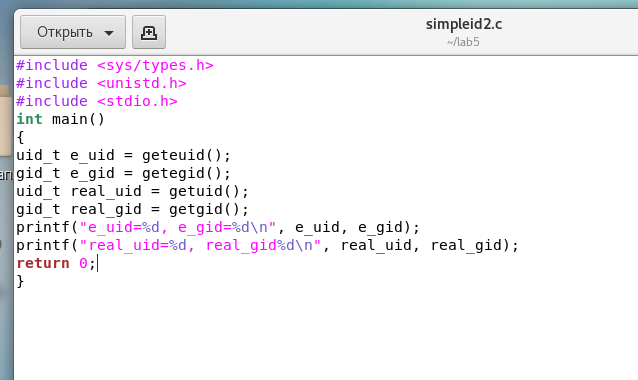 Открыть
simpleid2.c
~/lab5
#include <sys/types.h>
#include <unistd.h>
#include <stdio.h>
int main()
{
uid_t e_uid = geteuid();
gid_t e_gid = getegid();
uid_t real_uid = getuid();
gid_t real_gid = getgid();
printf("e_uid=%d, e_gid=%d\n", e_uid, e_gid);
printf("real_uid=%d, real_gid%d\n", real_uid, real_gid);
return 0;
}